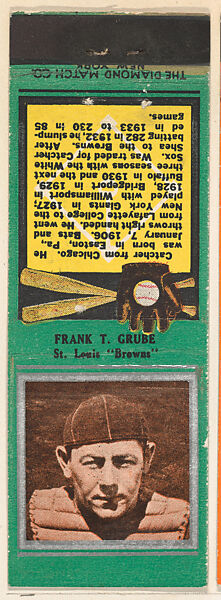 THE DIAMOND MATCH CO.
NEW YORK
Catcher from Chicago. He
was born in Easton, Pa.,
January 7, 1906. Bats and
throws right handed. He went
from Lafayette College to the
New York Giants in 1927;
played with Williamsport in
1928, Bridgeport in 1929,
Buffalo in 1930 and the next
three seasons with the White
Sox. Was traded for Catcher
Shea to the Browns. After
batting 282 in 1932, he slump-
ed in 1933 to 230 in 85
games.
FRANK T. GRUBE
St. Louis "Browns"